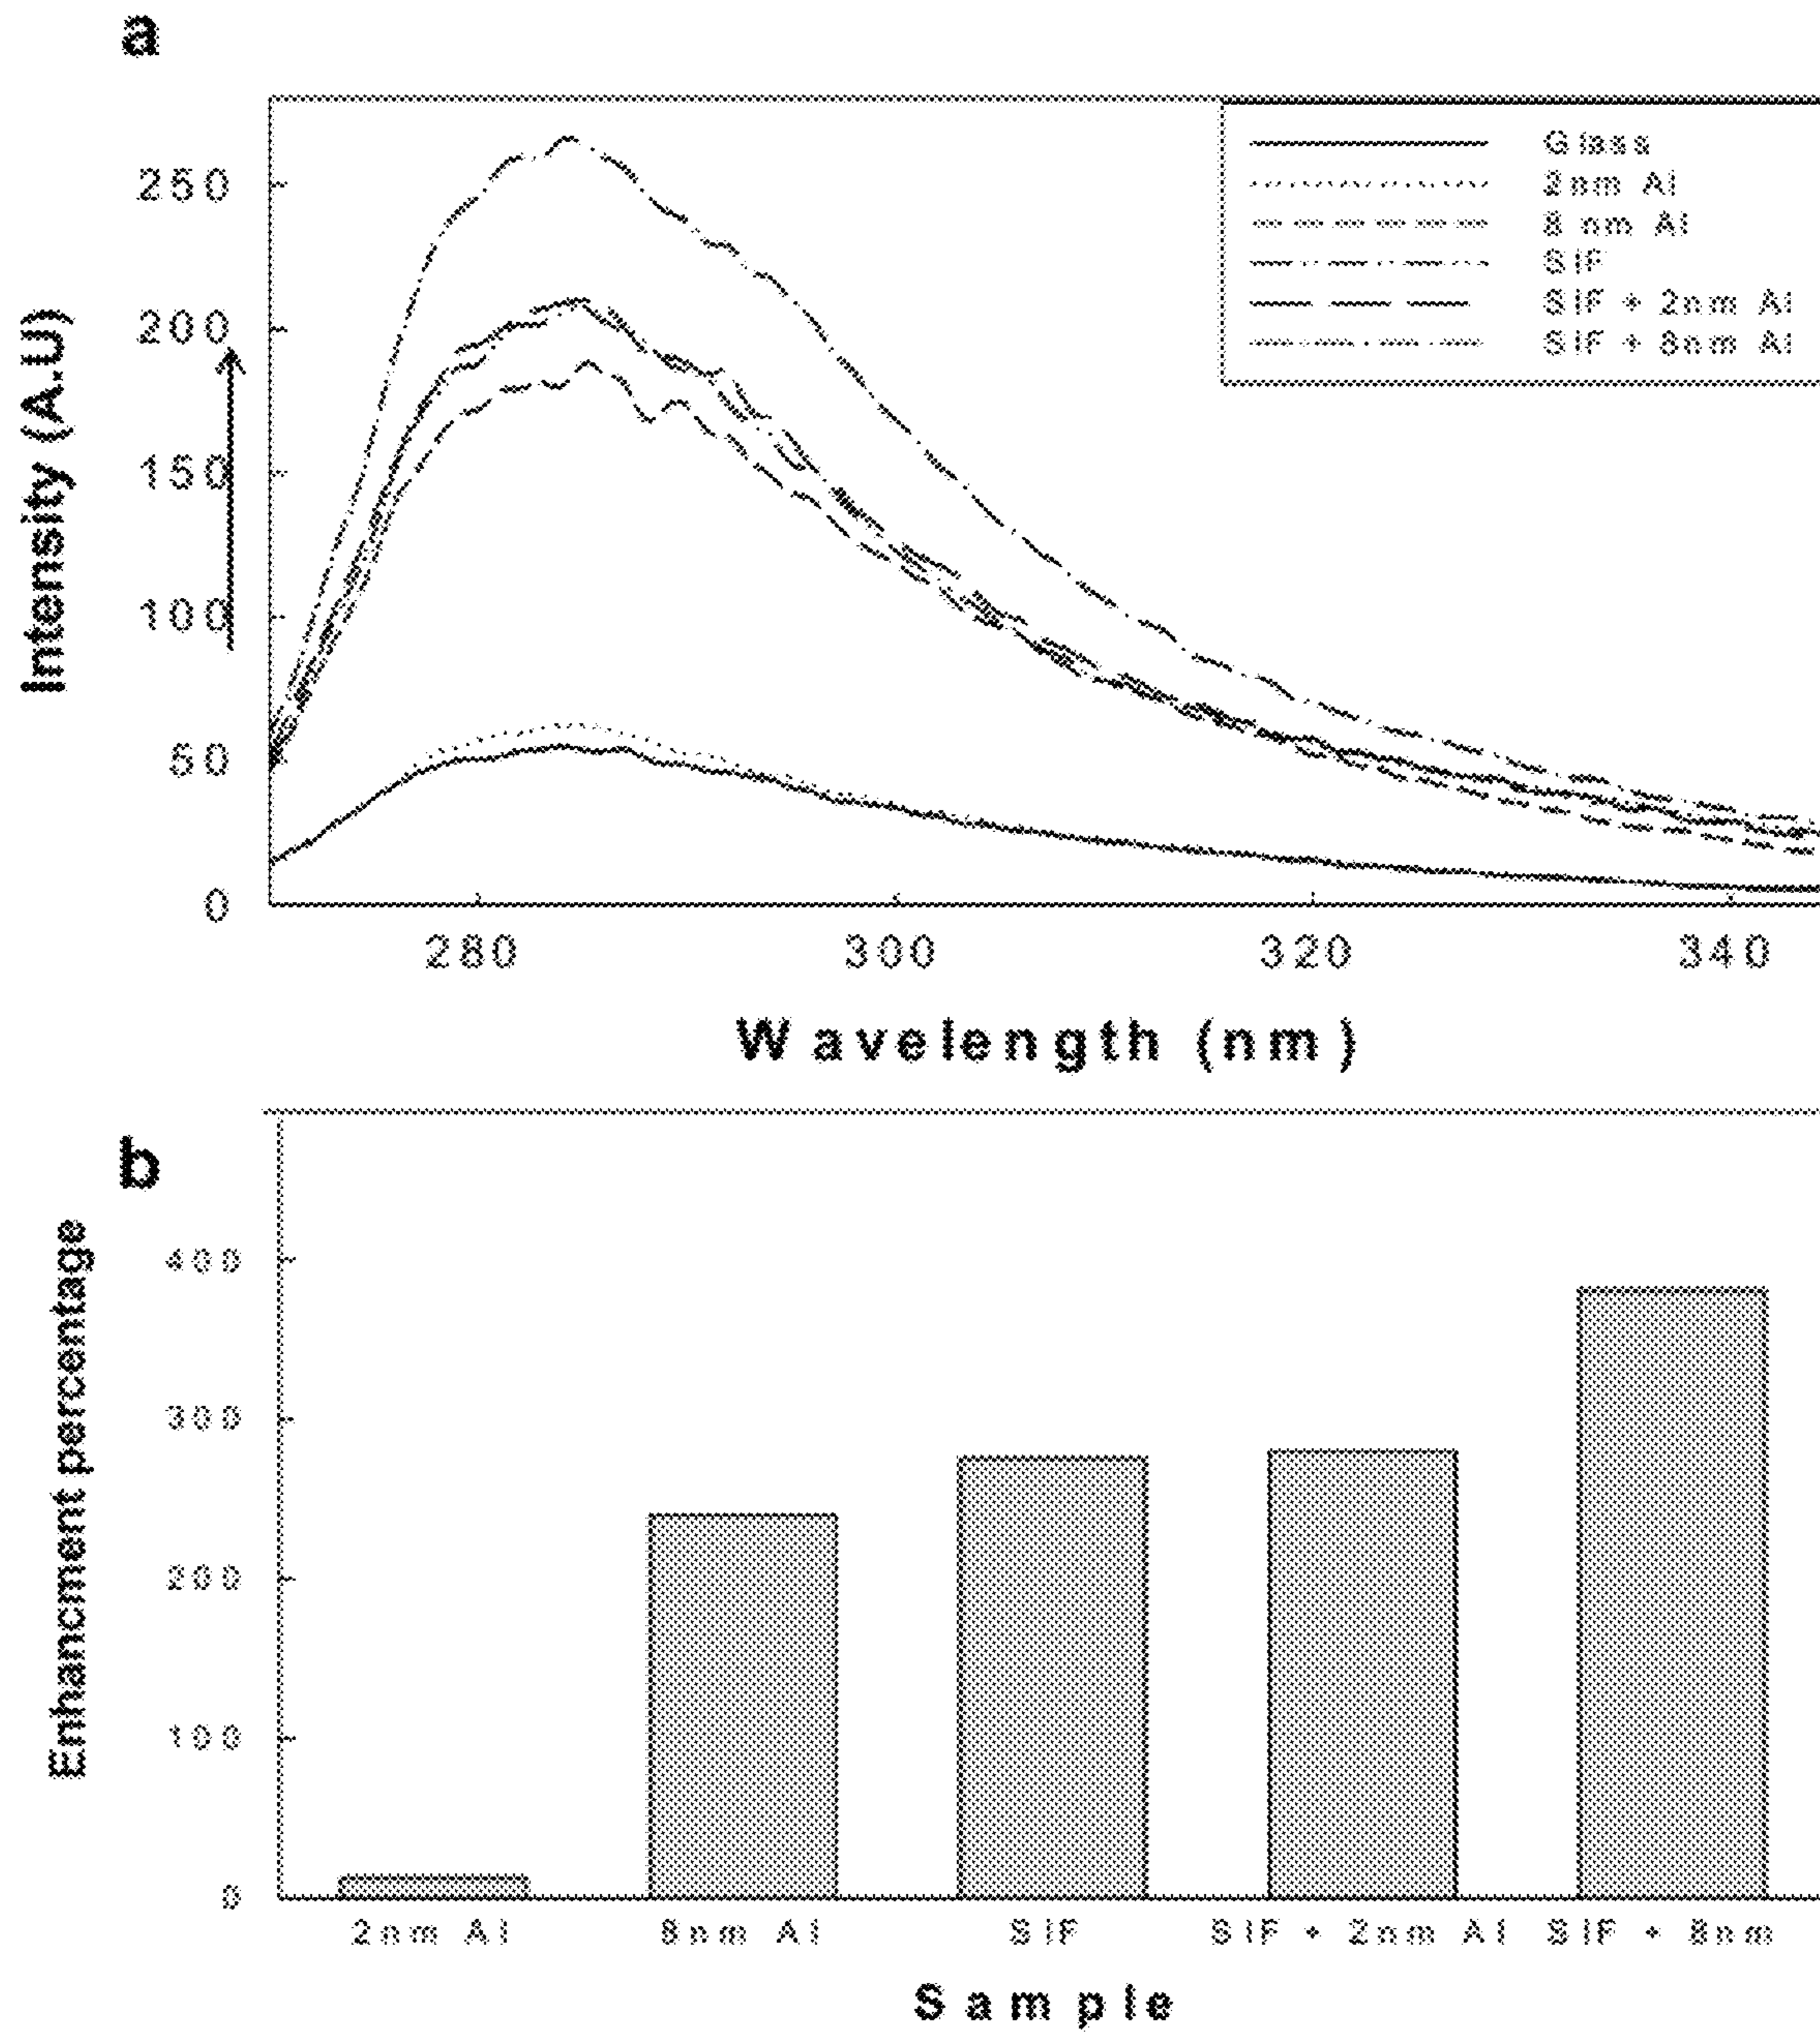 a
Intensity (A.U)
250
200
150
100
50
0
Glass
2nm Al
8 nm Al
SIF
SIF + 2nm Al
SIF + 8nm Al
280 300 320 340
Wavelength (nm)
b
Enhancment percentage
400
300
200
100
0
2nm Al 8nm Al SIF SIF + 2nm Al SIF + 8nm
Sample